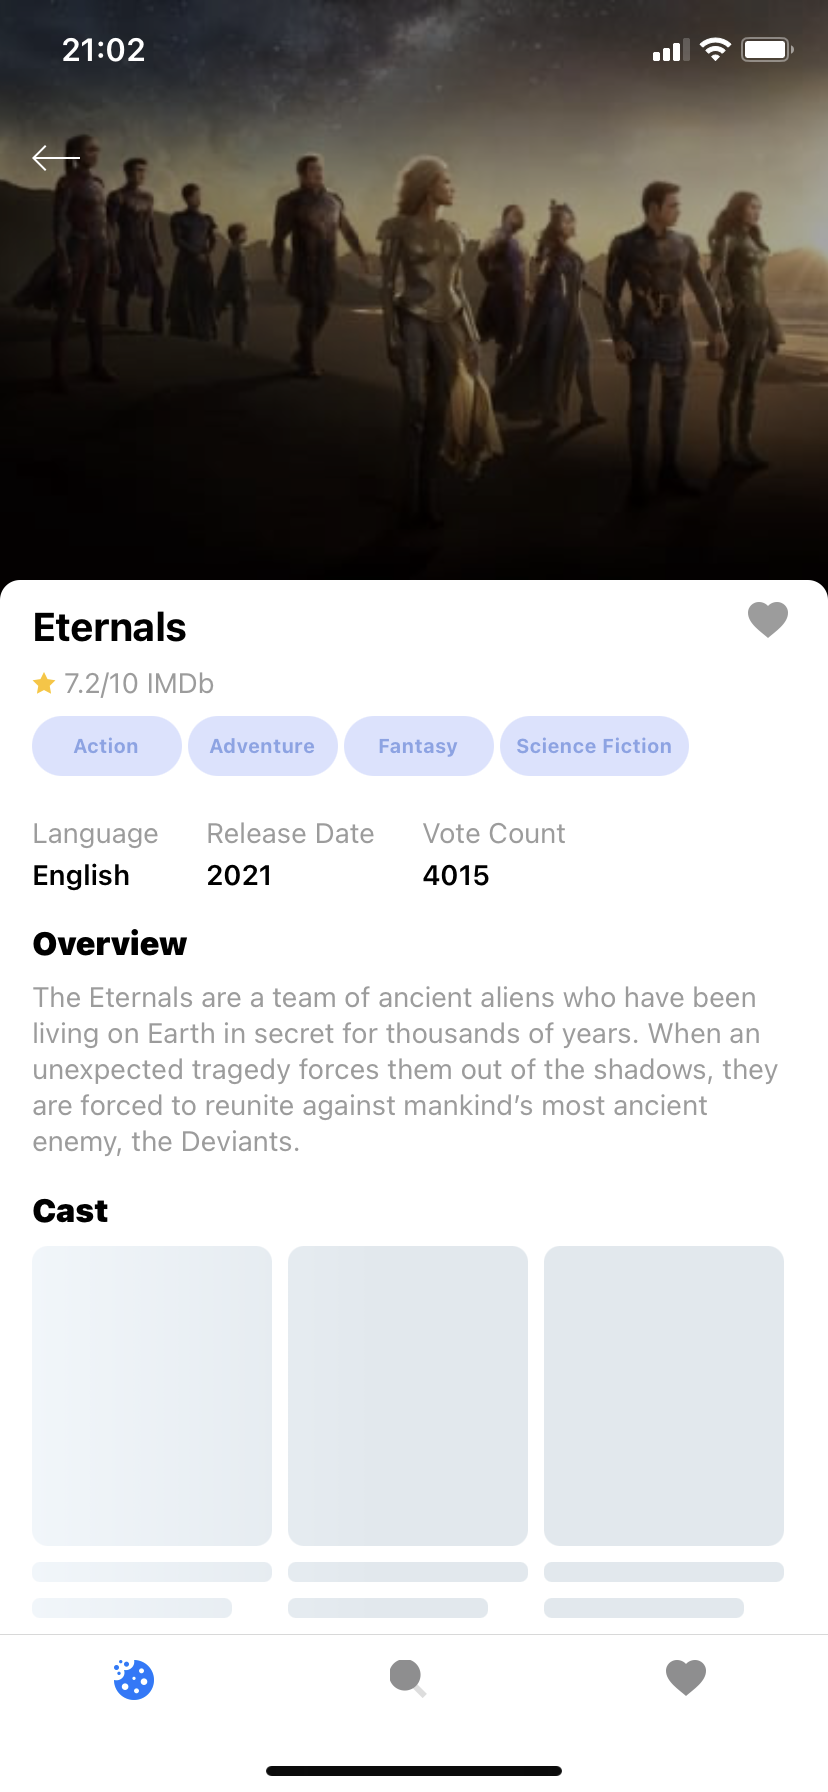 21:02
Eternals
7.2/10 IMDb
Action Adventure Fantasy Science Fiction
Language Release Date Vote Count
English 2021 4015
Overview
The Eternals are a team of ancient aliens who have been
living on Earth in secret for thousands of years. When an
unexpected tragedy forces them out of the shadows, they
are forced to reunite against mankind’s most ancient
enemy, the Deviants.
Cast